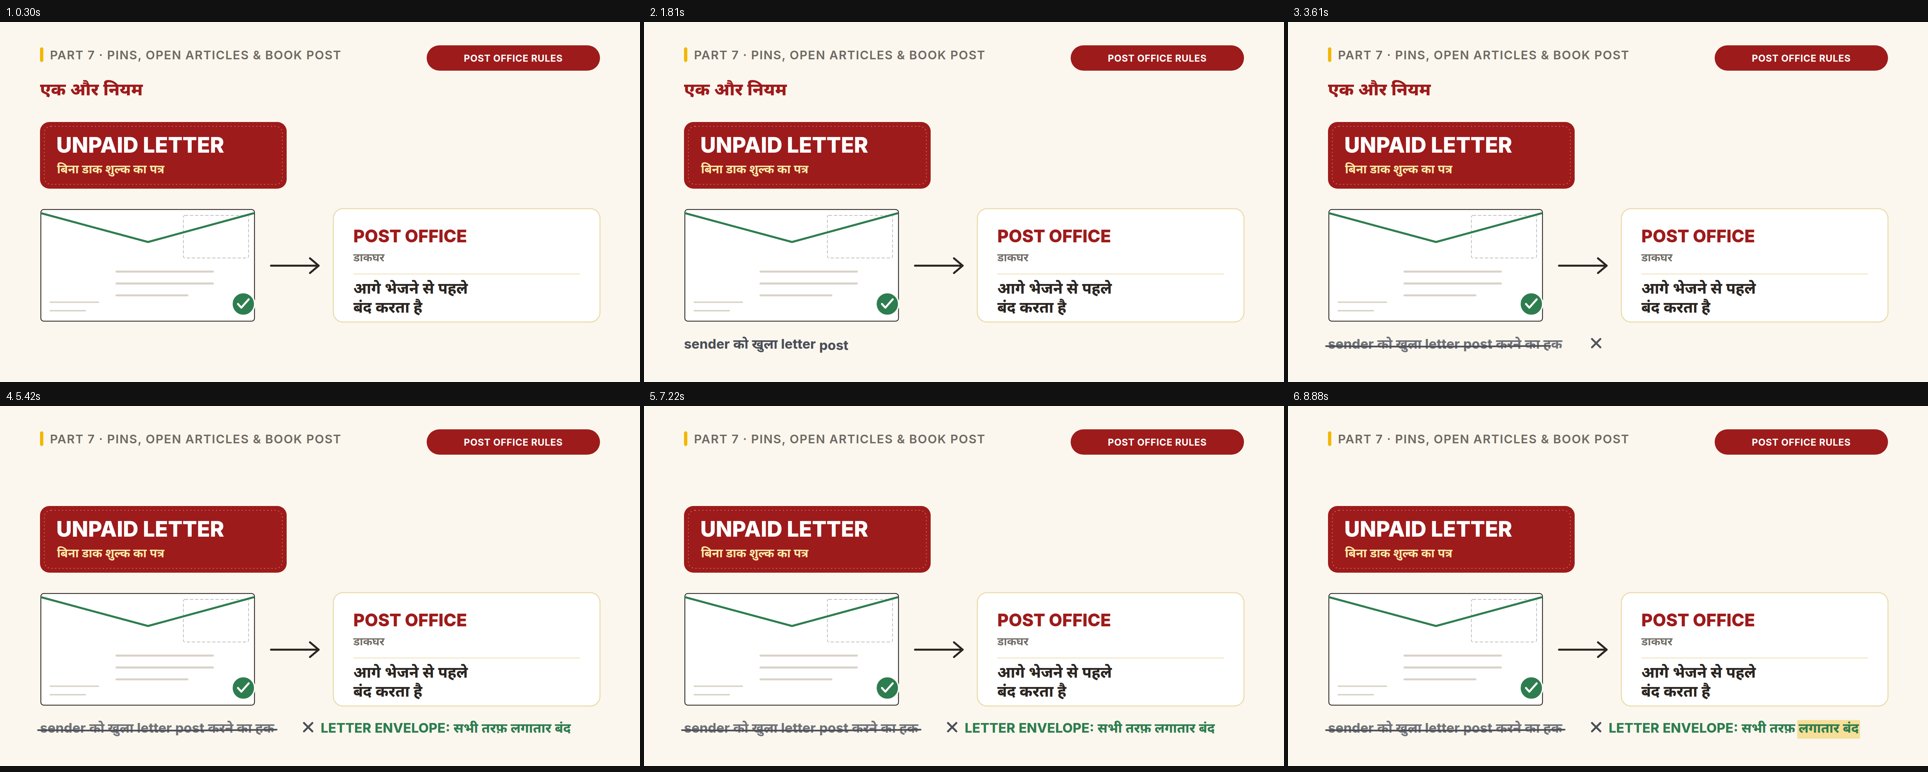 1. 0.30s
PART 7 · PINS, OPEN ARTICLES & BOOK POST
POST OFFICE RULES
एक और नियम
UNPAID LETTER
बिना डाक शुल्क का पत्र
POST OFFICE
डाकघर
आगे भेजने से पहले
बंद करता है
2. 1.81s
PART 7 · PINS, OPEN ARTICLES & BOOK POST
POST OFFICE RULES
एक और नियम
UNPAID LETTER
बिना डाक शुल्क का पत्र
POST OFFICE
डाकघर
आगे भेजने से पहले
बंद करता है
sender को खुला letter post
3. 3.61s
PART 7 · PINS, OPEN ARTICLES & BOOK POST
POST OFFICE RULES
एक और नियम
UNPAID LETTER
बिना डाक शुल्क का पत्र
POST OFFICE
डाकघर
आगे भेजने से पहले
बंद करता है
sender को खुला letter post करने का हक
4. 5.42s
PART 7 · PINS, OPEN ARTICLES & BOOK POST
POST OFFICE RULES
UNPAID LETTER
बिना डाक शुल्क का पत्र
POST OFFICE
डाकघर
आगे भेजने से पहले
बंद करता है
sender को खुला letter post करने का हक
LETTER ENVELOPE: सभी तरफ़ लगातार बंद
5. 7.22s
PART 7 · PINS, OPEN ARTICLES & BOOK POST
POST OFFICE RULES
UNPAID LETTER
बिना डाक शुल्क का पत्र
POST OFFICE
डाकघर
आगे भेजने से पहले
बंद करता है
sender को खुला letter post करने का हक
LETTER ENVELOPE: सभी तरफ़ लगातार बंद
6. 8.88s
PART 7 · PINS, OPEN ARTICLES & BOOK POST
POST OFFICE RULES
UNPAID LETTER
बिना डाक शुल्क का पत्र
POST OFFICE
डाकघर
आगे भेजने से पहले
बंद करता है
sender को खुला letter post करने का हक
LETTER ENVELOPE: सभी तरफ़ लगातार बंद